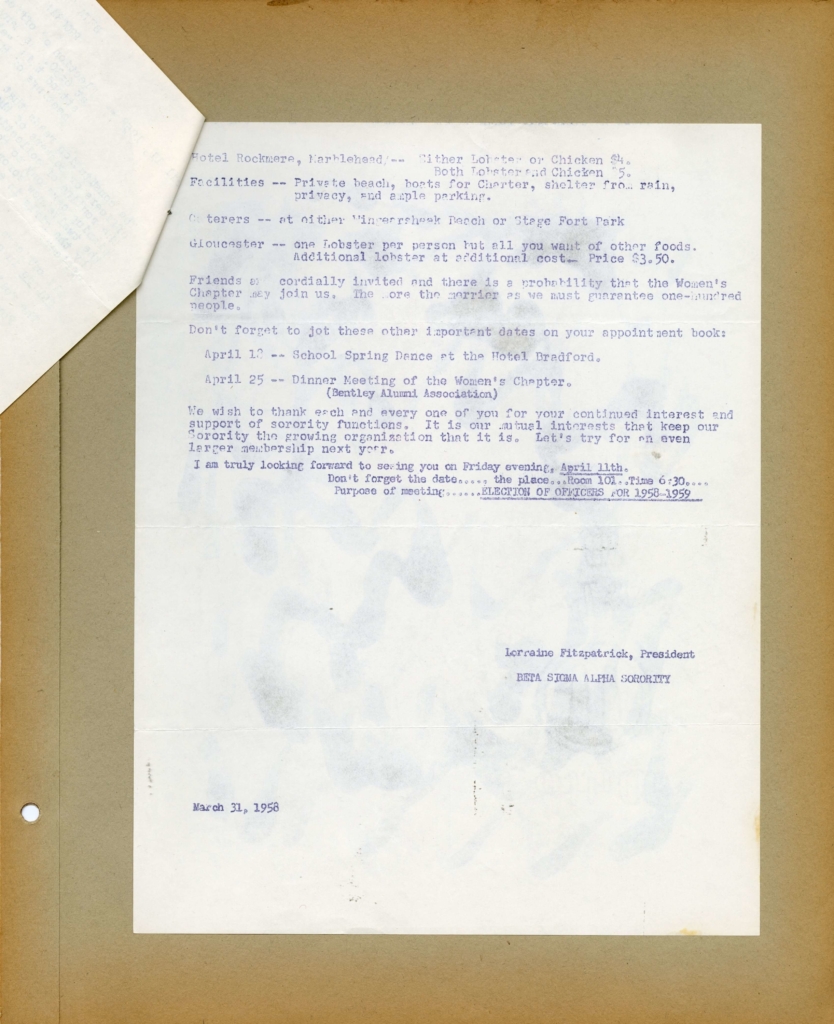 Hotel Rockmere, Marblehead -- Either Lobster or Chicken $4.
Both Lobster and Chicken 5.
Facilities -- Private beach, boats for Charter, shelter from rain,
privacy, and ample parking.
Caterers -- at either Wingaersheek Beach or Stage Fort Park
Gloucester -- one Lobster per person but all you want of other foods.
Additional lobster at additional cost-- Price $3.50.
Friends cordially invited and there is a probability that the Women's
Chapter may join us. The more the merrier as we must guarantee one-hundred
people.
Don't forget to jot these other important dates on your appointment book:
April 12 -- School Spring Dance at the Hotel Bradford.
April 25 -- Dinner Meeting of the Women's Chapter.
(Bentley Alumni Association)
We wish to thank each and every one of you for your continued interest and
support of sorority functions. It is our mutual interests that keep our
Sorority the growing organization that it is. Let's try for an even
larger membership next year.
I am truly looking forward to seeing you on Friday evening, April 11th.
Don't forget the date....., the place...Room 101..Time 6:30....
Purpose of meeting......ELECTION OF OFFICERS FOR 1958-1959
Lorraine Fitzpatrick, President
BETA SIGMA ALPHA SORORITY
March 31, 1958